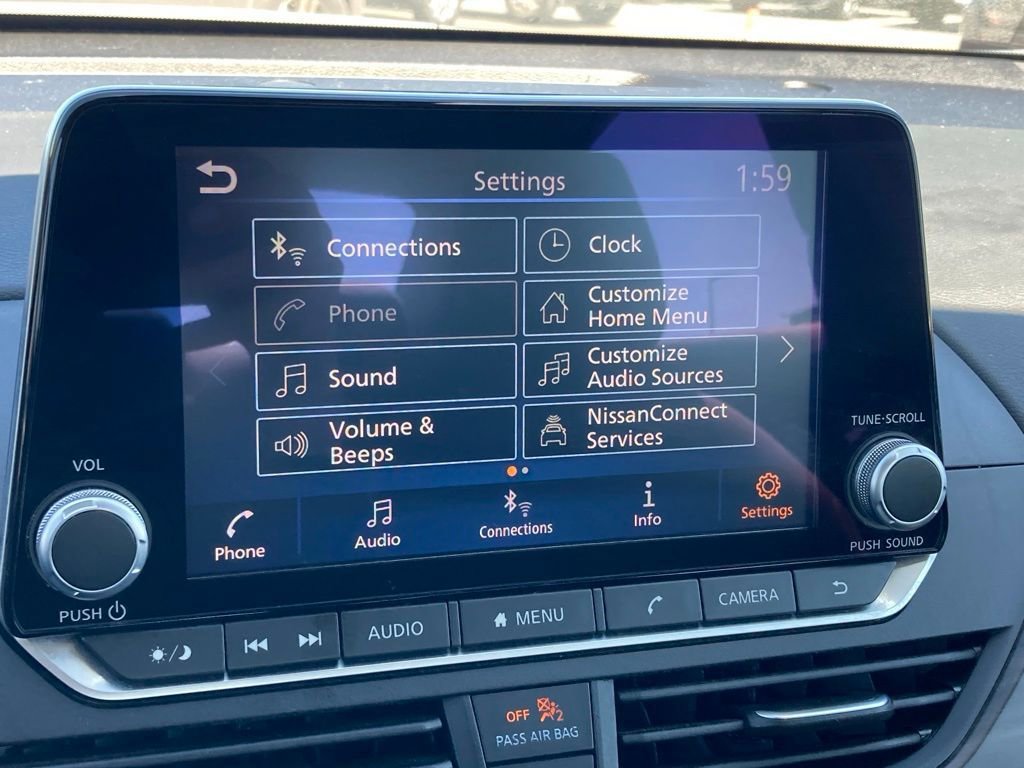 Settings
1:59
Connections
Clock
Phone
Customize
Home Menu
Sound
Customize
Audio Sources
Volume &
Beeps
NissanConnect
Services
Phone
Audio
Connections
i
Info
Settings
VOL
PUSH
TUNE·SCROLL
PUSH SOUND
AUDIO
MENU
CAMERA
OFF
2
PASS AIR BAG